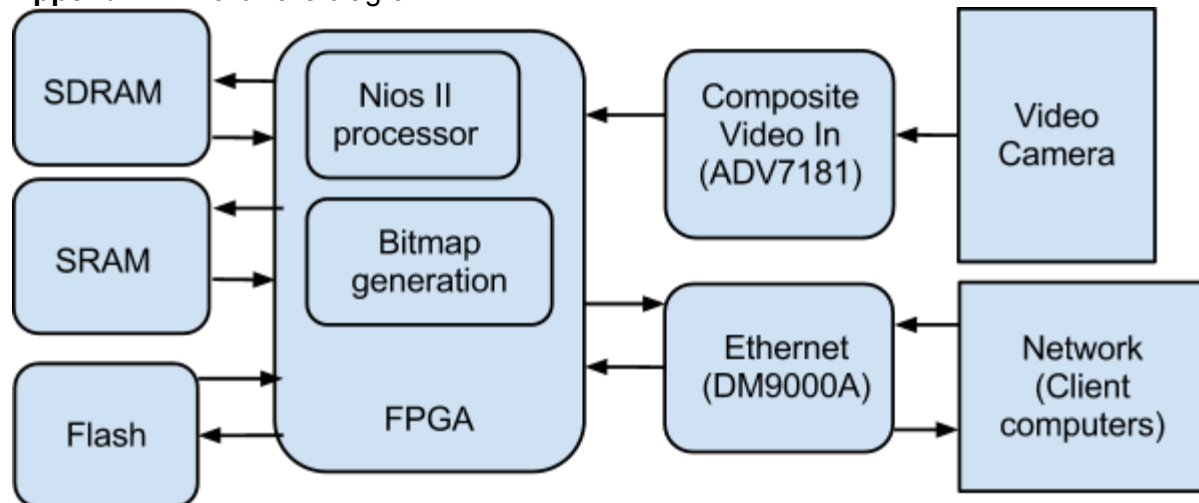 SDRAM
SRAM
Flash
Nios II
processor
Bitmap
generation
FPGA
Composite
Video In
(ADV7181)
Ethernet
(DM9000A)
Video
Camera
Network
(Client
computers)